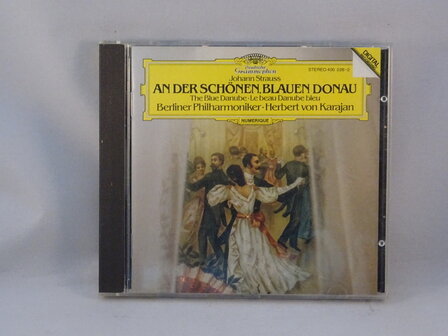 Deutsche
Grammophon
STEREO 400 026-2
DIGITAL
Johann Strauss
AN DER SCHÖNEN, BLAUEN DONAU
The Blue Danube · Le beau Danube bleu
Berliner Philharmoniker · Herbert von Karajan
NUMERIQUE